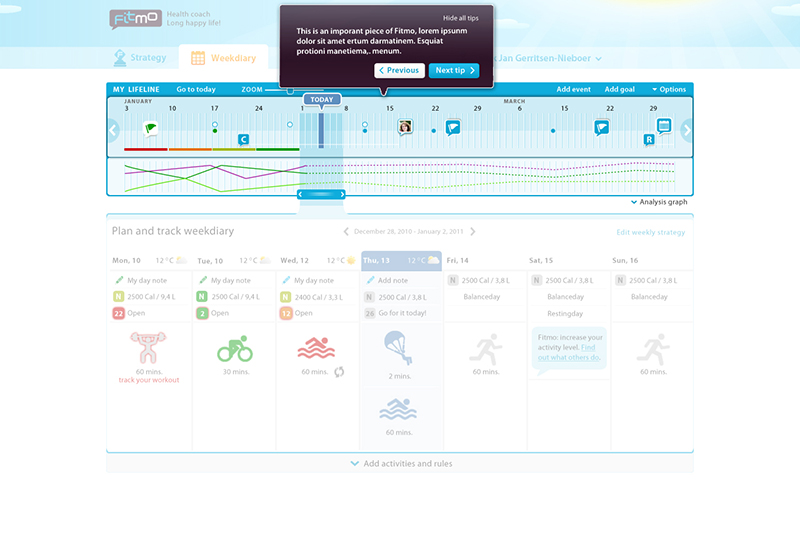 Fitmo
Health coach
Long happy life!
Hide all tips
This is an imporant piece of Fitmo, lorem ipsunm
dolor sit amet ertum darmatinem. Esquiat
protioni manetiema,, menum.
Previous
Next tip
Strategy
Weekdiary
Jan Gerritsen-Nieboer
MY LIFELINE
Go to today
ZOOM
Add event
Add goal
Options
TODAY
JANUARY
MARCH
3 10 17 24 1 8 15 22 29 8 15 22 29
C
R
Analysis graph
Plan and track weekdiary
December 28, 2010 - January 2, 2011
Edit weekly strategy
Mon, 10 12°C
Tue, 10 12°C
Wed, 12 12°C
Thu, 13 12°C
Fri, 14
Sat, 15
Sun, 16
My day note
My day note
My day note
Add note
N 2500 Cal / 3,8 L
N 2500 Cal / 3,8 L
N 2500 Cal / 3,8 L
N 2500 Cal / 9,4 L
N 2500 Cal / 9,4 L
N 2400 Cal / 3,3 L
N 2500 Cal / 3,8 L
Balanceday
Balanceday
Balanceday
22 Open
2 Open
12 Open
26 Go for it today!
Restingday
60 mins.
track your workout
30 mins.
60 mins.
2 mins.
60 mins.
60 mins.
Fitmo: increase your
activity level. Find
out what others do.
60 mins.
Add activities and rules